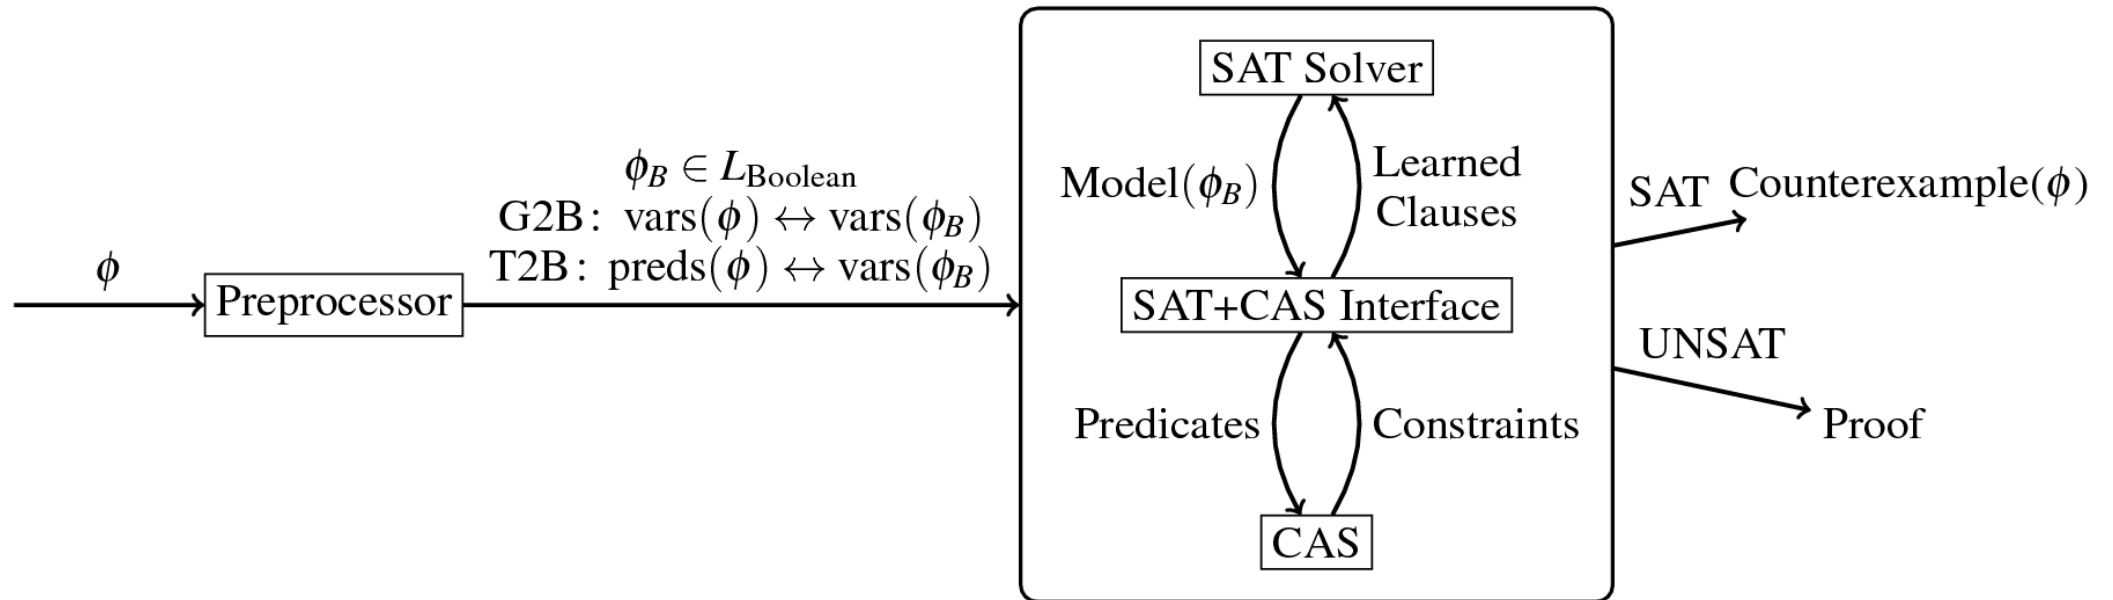 ϕ
Preprocessor
ϕ_B ∈ L_Boolean
G2B: vars(ϕ) ↔ vars(ϕ_B)
T2B: preds(ϕ) ↔ vars(ϕ_B)
SAT Solver
Model(ϕ_B)
Learned
Clauses
SAT+CAS Interface
Predicates
Constraints
CAS
SAT
Counterexample(ϕ)
UNSAT
Proof